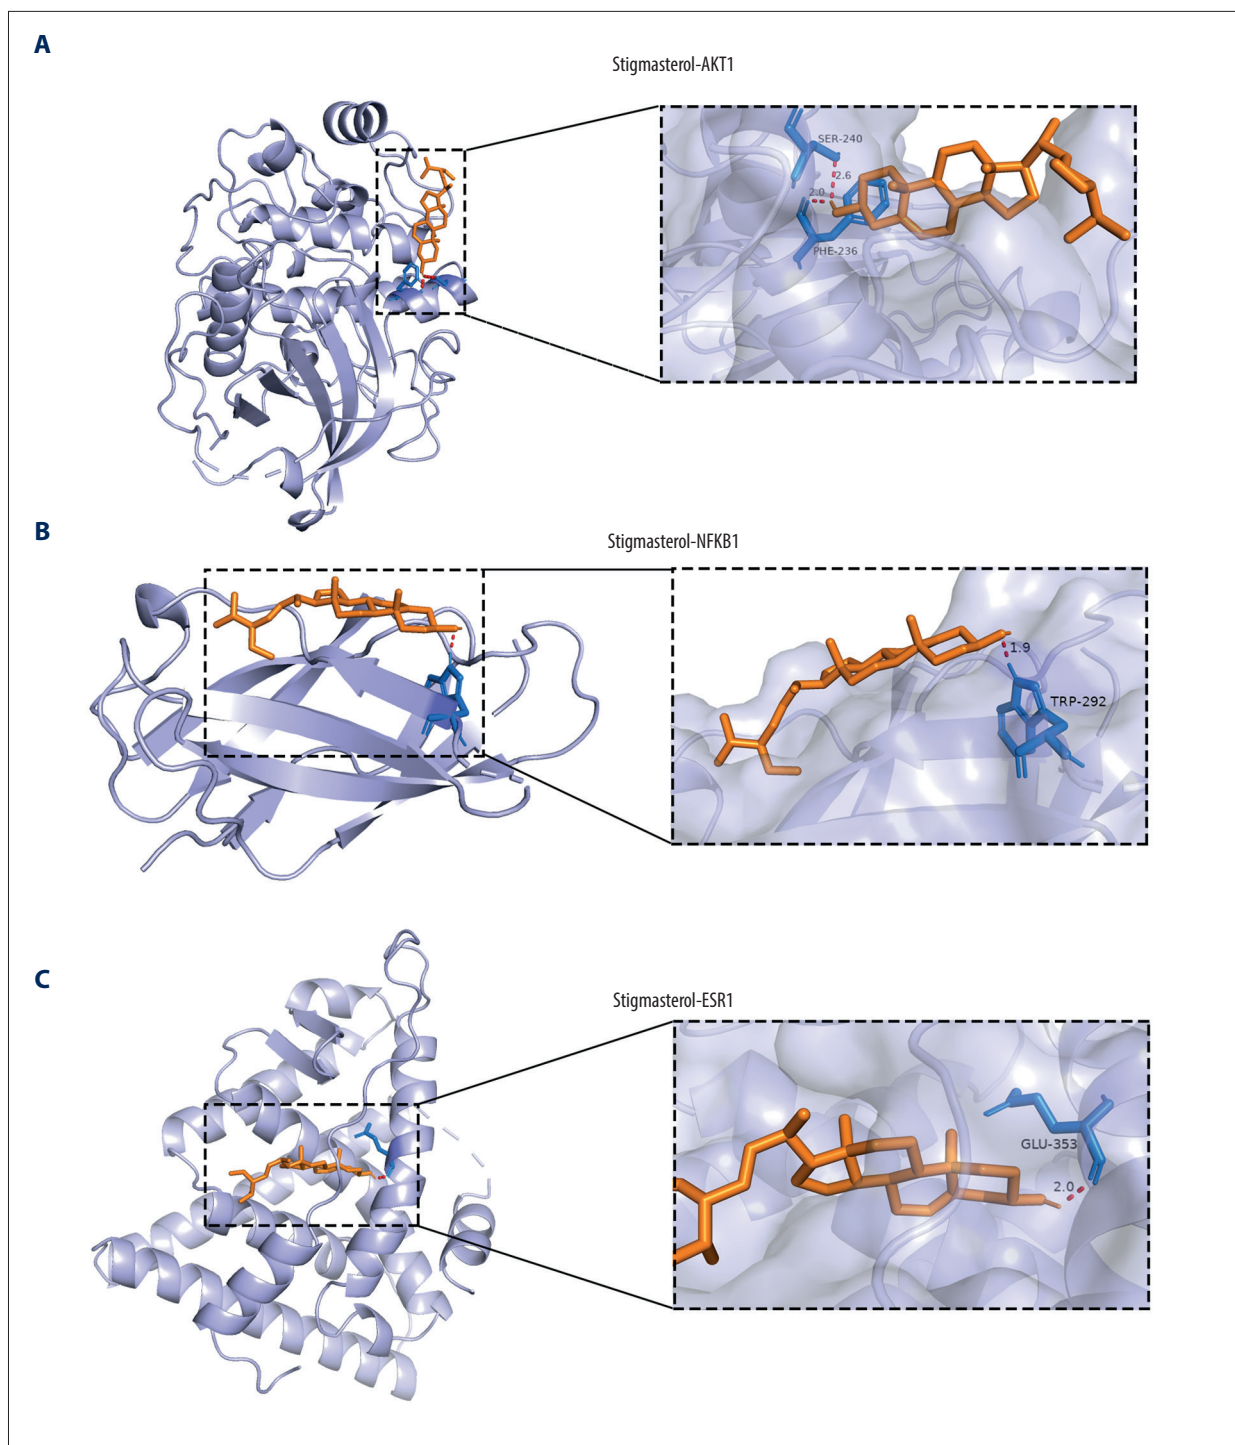 A
Stigmasterol-AKT1
SER-240
2.6
2.0
PHE-236
B
Stigmasterol-NFKB1
1.9
TRP-292
C
Stigmasterol-ESR1
GLU-353
2.0